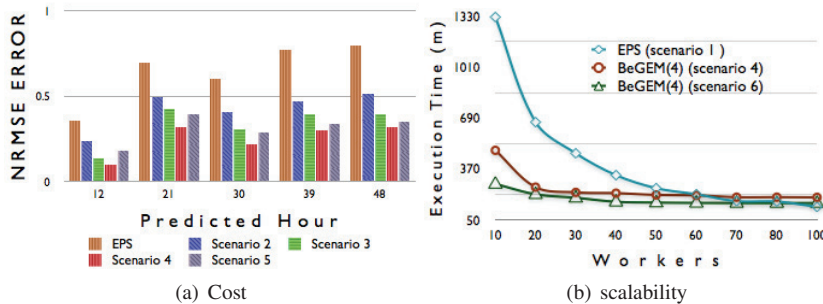 NRMSE ERROR
1
0.5
0
12 21 30 39 48
Predicted Hour
EPS Scenario 2 Scenario 3
Scenario 4 Scenario 5
(a) Cost
Execution Time (m)
1330
1010
690
370
50
EPS (scenario 1 )
BeGEM(4) (scenario 4)
BeGEM(4) (scenario 6)
10 20 30 40 50 60 70 80 100
Workers
(b) scalability